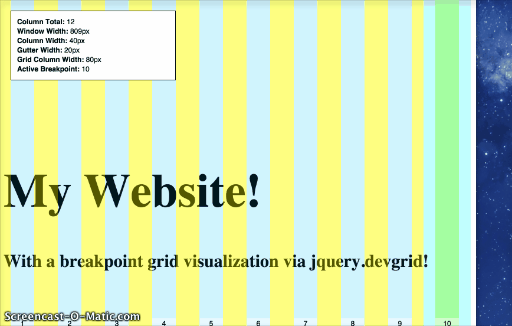 Column Total: 12
Window Width: 809px
Column Width: 40px
Gutter Width: 20px
Grid Column Width: 80px
Active Breakpoint: 10
My Website!
With a breakpoint grid visualization via jquery.devgrid!
Screencast-O-Matic.com
1 2 3 4 5 6 7 8 9 10